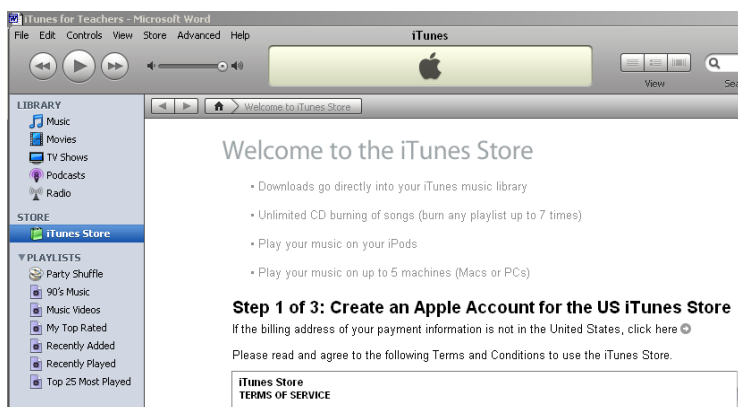 iTunes for Teachers - Microsoft Word
File Edit Controls View Store Advanced Help
iTunes
View
LIBRARY
Music
Movies
TV Shows
Podcasts
Radio
STORE
iTunes Store
PLAYLISTS
Party Shuffle
90's Music
Music Videos
My Top Rated
Recently Added
Recently Played
Top 25 Most Played
Welcome to iTunes Store
Welcome to the iTunes Store
• Downloads go directly into your iTunes music library
• Unlimited CD burning of songs (burn any playlist up to 7 times)
• Play your music on your iPods
• Play your music on up to 5 machines (Macs or PCs)
Step 1 of 3: Create an Apple Account for the US iTunes Store
If the billing address of your payment information is not in the United States, click here
Please read and agree to the following Terms and Conditions to use the iTunes Store.
iTunes Store
TERMS OF SERVICE